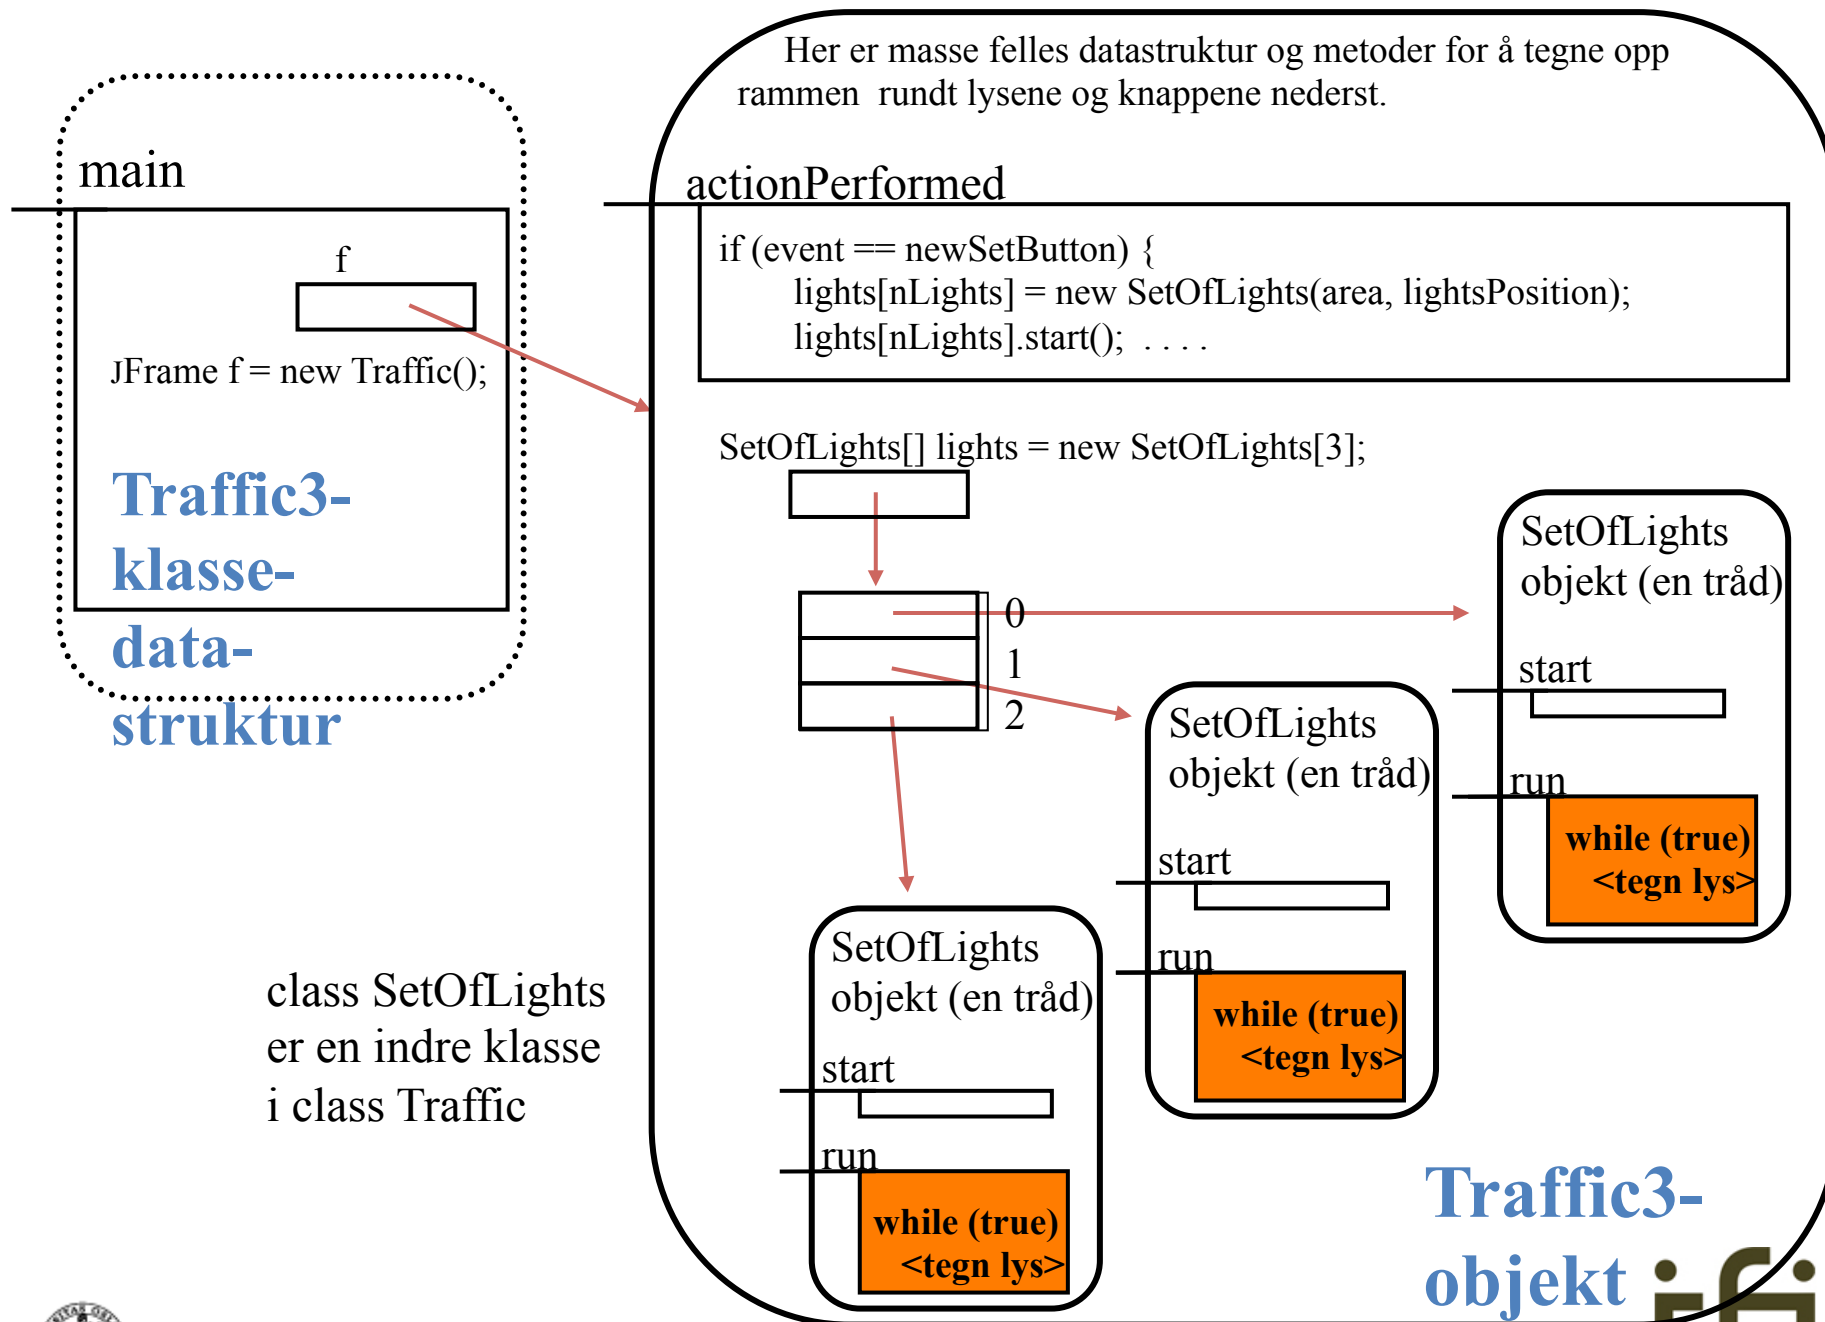 Her er masse felles datastruktur og metoder for å tegne opp
rammen rundt lysene og knappene nederst.
main
f
JFrame f = new Traffic();
Traffic3-
klasse-
data-
struktur
actionPerformed
if (event == newSetButton) {
lights[nLights] = new SetOfLights(area, lightsPosition);
lights[nLights].start(); . . . .
SetOfLights[] lights = new SetOfLights[3];
0
1
2
SetOfLights
objekt (en tråd)
start
run
while (true)
<tegn lys>
SetOfLights
objekt (en tråd)
start
run
while (true)
<tegn lys>
SetOfLights
objekt (en tråd)
start
run
while (true)
<tegn lys>
class SetOfLights
er en indre klasse
i class Traffic
Traffic3-
objekt
ifi